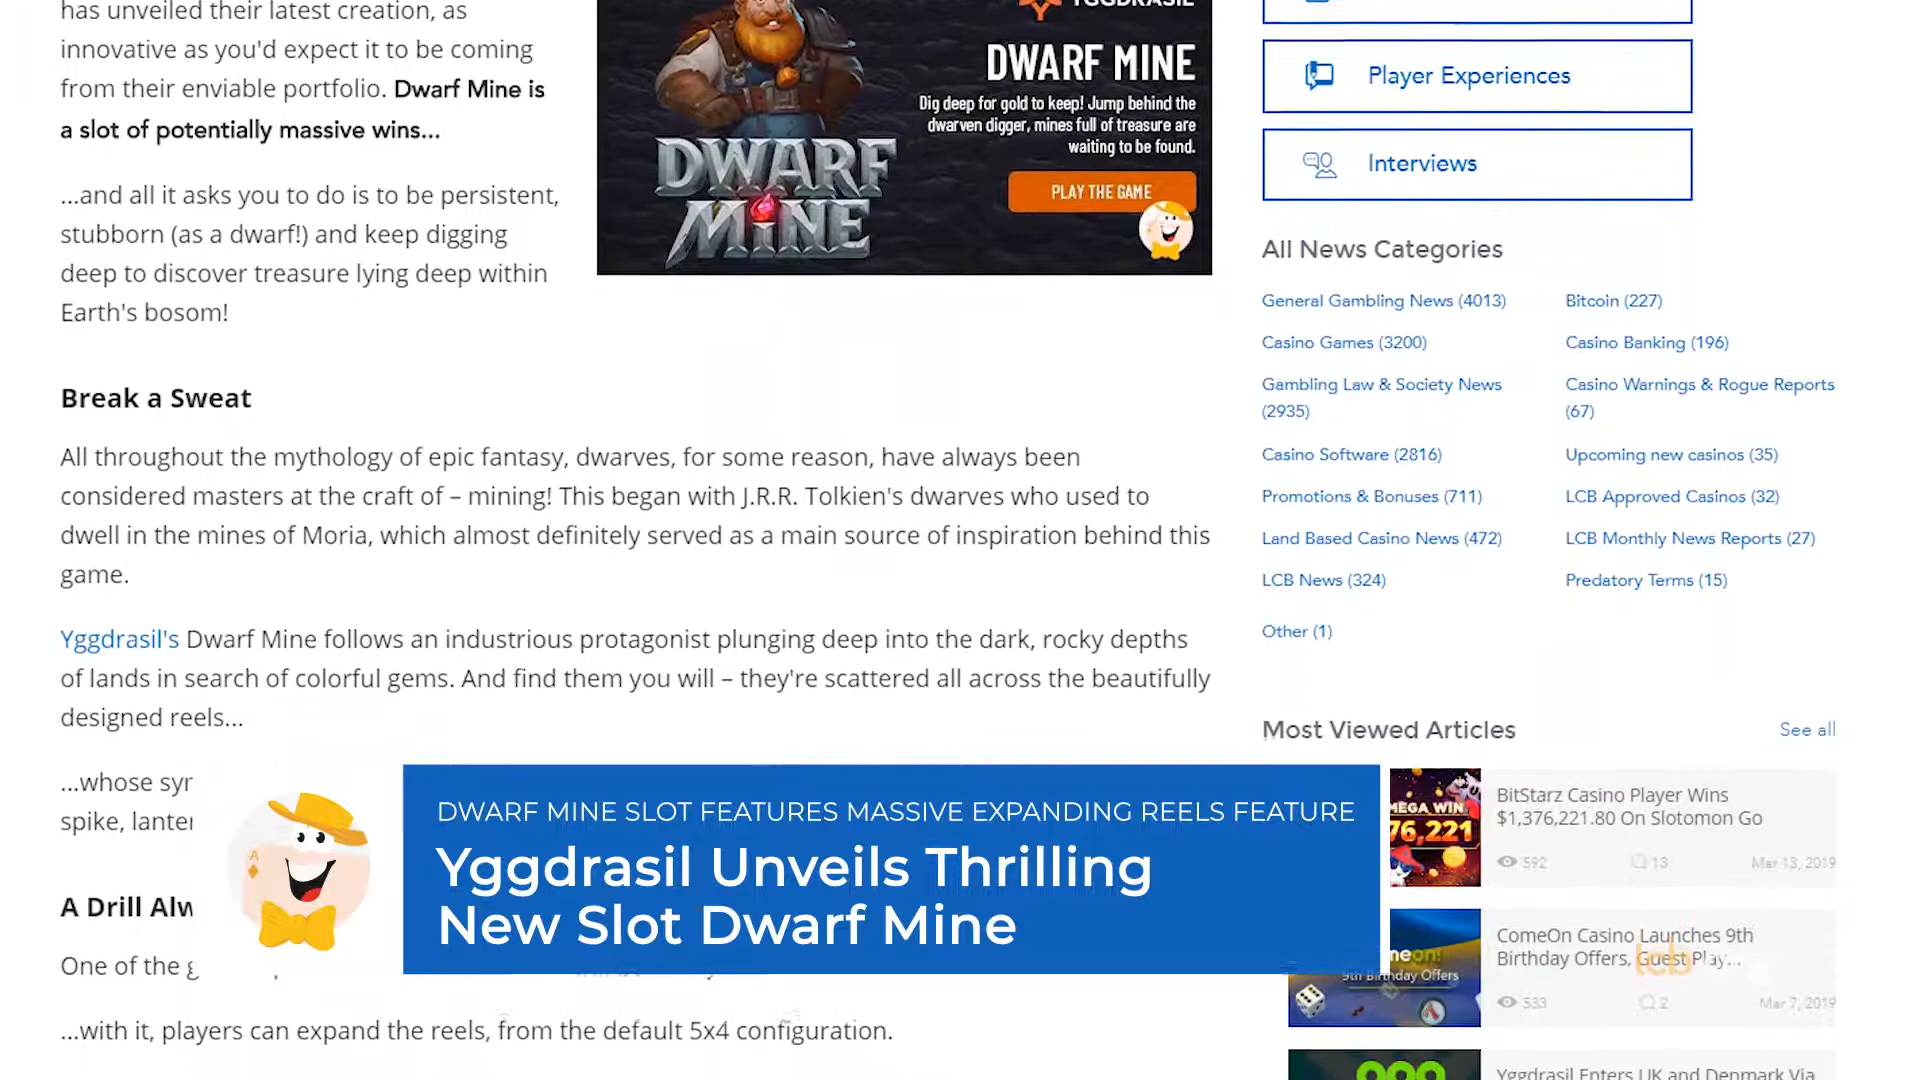 has unveiled their latest creation, as
innovative as you'd expect it to be coming
from their enviable portfolio. Dwarf Mine is
a slot of potentially massive wins...
...and all it asks you to do is to be persistent,
stubborn (as a dwarf!) and keep digging
deep to discover treasure lying deep within
Earth's bosom!
YGGDRASIL
DWARF MINE
Dig deep for gold to keep! Jump behind the
dwarven digger, mines full of treasure are
waiting to be found.
PLAY THE GAME
DWARF
MINE
Break a Sweat
All throughout the mythology of epic fantasy, dwarves, for some reason, have always been
considered masters at the craft of – mining! This began with J.R.R. Tolkien's dwarves who used to
dwell in the mines of Moria, which almost definitely served as a main source of inspiration behind this
game.
Yggdrasil's Dwarf Mine follows an industrious protagonist plunging deep into the dark, rocky depths
of lands in search of colorful gems. And find them you will – they're scattered all across the beautifully
designed reels...
...whose
spike,
A Drill
One of the
...with it, players can expand the reels, from the default 5x4 configuration.
A
DWARF MINE SLOT FEATURES MASSIVE EXPANDING REELS FEATURE
Yggdrasil Unveils Thrilling
New Slot Dwarf Mine
Player Experiences
Interviews
All News Categories
General Gambling News (4013)
Casino Games (3200)
Gambling Law & Society News
(2935)
Casino Software (2816)
Promotions & Bonuses (711)
Land Based Casino News (472)
LCB News (324)
Other (1)
Bitcoin (227)
Casino Banking (196)
Casino Warnings & Rogue Reports
(67)
Upcoming new casinos (35)
LCB Approved Casinos (32)
LCB Monthly News Reports (27)
Predatory Terms (15)
Most Viewed Articles
See all
MEGA WIN
76,221
BitStarz Casino Player Wins
$1,376,221.80 On Slotomon Go
592
13
Mar 13, 2019
9th Birthday Offers
ComeOn Casino Launches 9th
Birthday Offers, Guest Play...
lcb
533
2
Mar 7, 2019
Yggdrasil Enters UK and Denmark Via